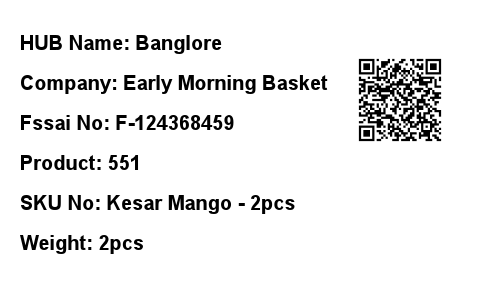 HUB Name: Banglore
Company: Early Morning Basket
Fssai No: F-124368459
Product: 551
SKU No: Kesar Mango - 2pcs
Weight: 2pcs